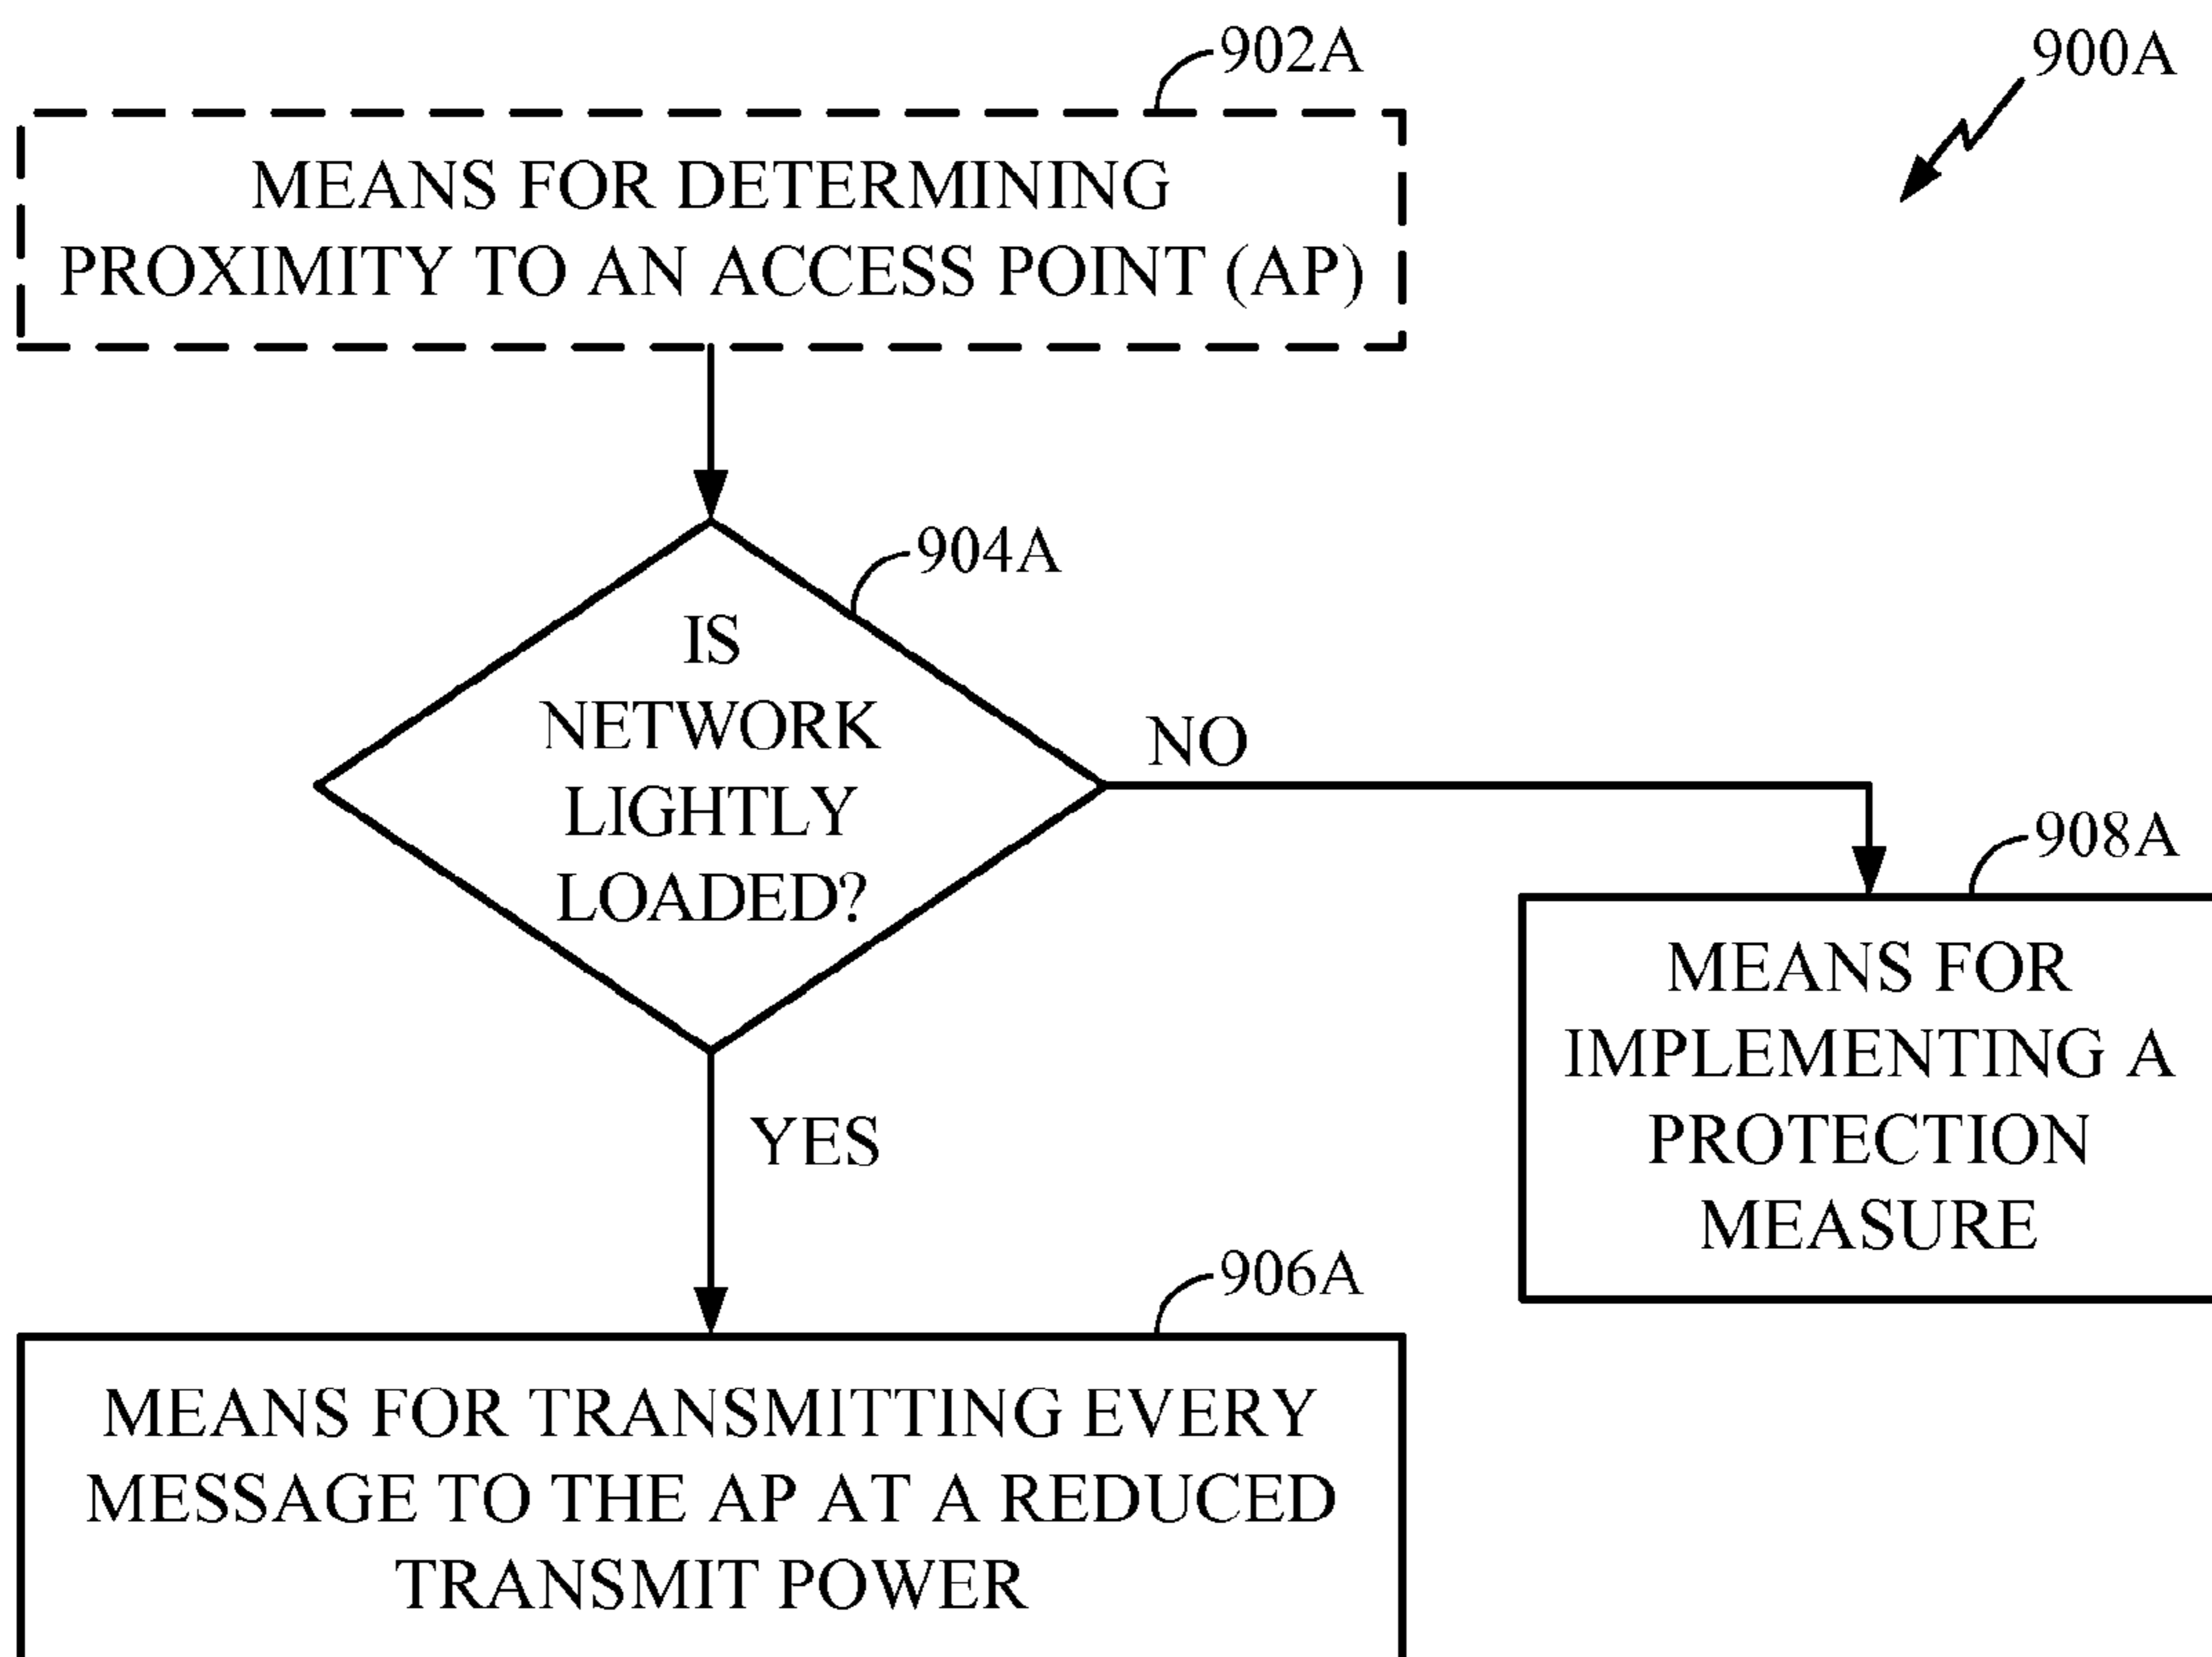 902A
900A
MEANS FOR DETERMINING
PROXIMITY TO AN ACCESS POINT (AP)
904A
IS
NETWORK
LIGHTLY
LOADED?
NO
908A
MEANS FOR
IMPLEMENTING A
PROTECTION
MEASURE
YES
906A
MEANS FOR TRANSMITTING EVERY
MESSAGE TO THE AP AT A REDUCED
TRANSMIT POWER